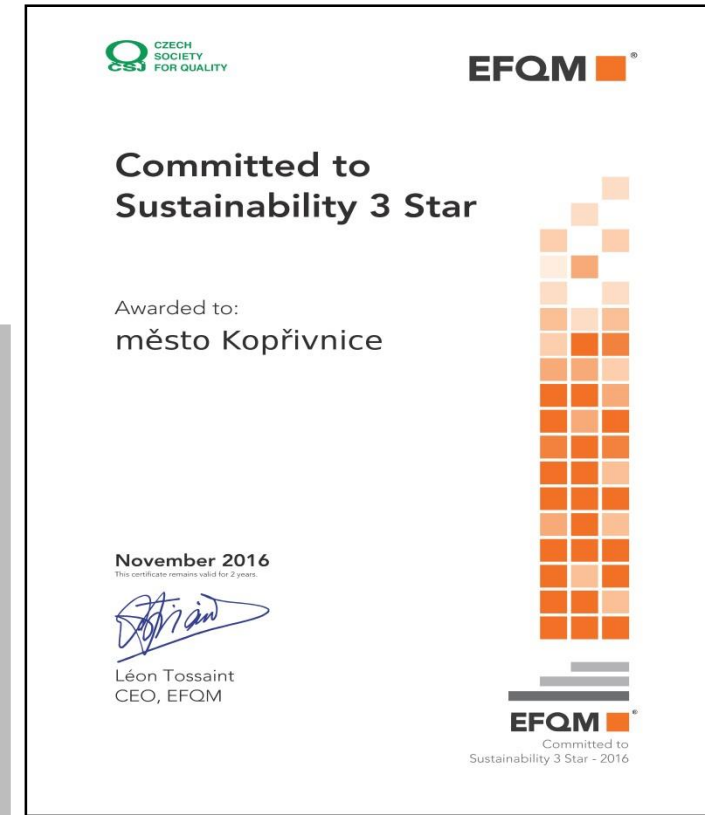 CSJ
CZECH
SOCIETY
FOR QUALITY
EFQM ®
Committed to
Sustainability 3 Star
Awarded to:
město Kopřivnice
November 2016
This certificate remains valid for 2 years.
Léon Tossaint
CEO, EFQM
EFQM ®
Committed to
Sustainability 3 Star - 2016